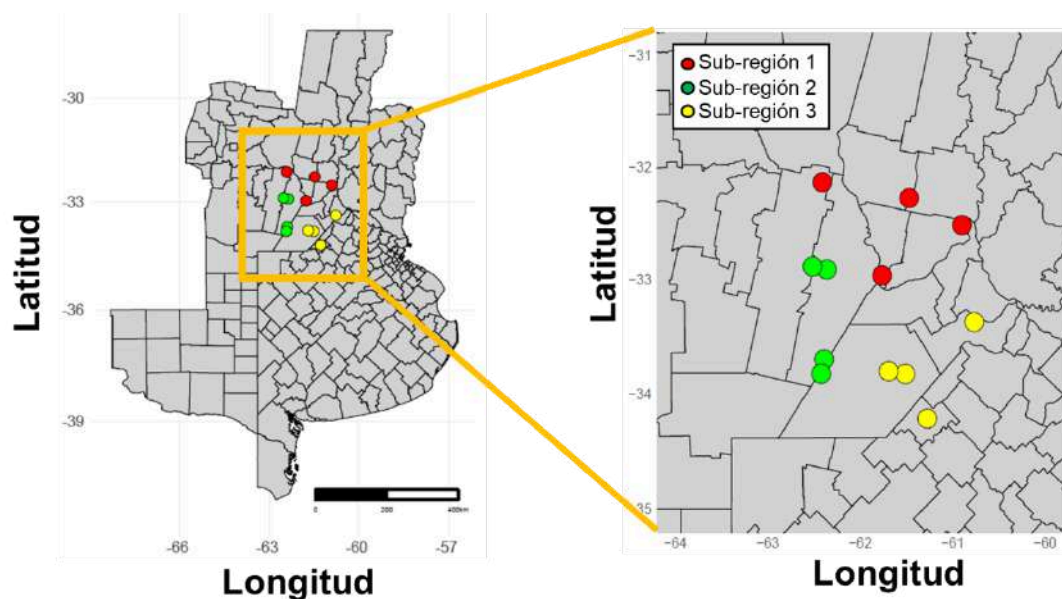 -30
-33
-36
-39
Latitud
0
200
400km
-66
-63
-60
-57
Longitud
Sub-región 1
Sub-región 2
Sub-región 3
-31
-32
-33
-34
-35
Latitud
-64
-63
-62
-61
-60
Longitud